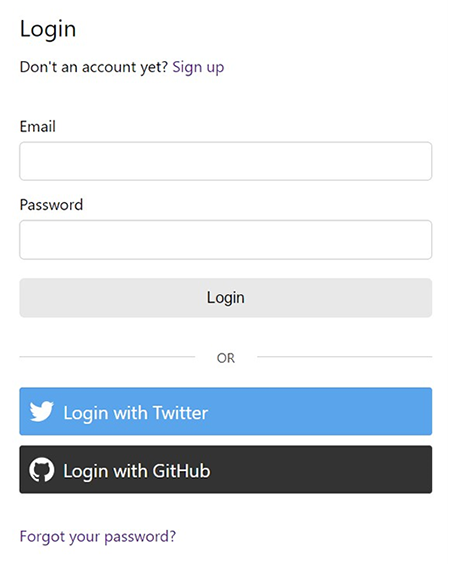 Login
Don't an account yet? Sign up
Email
Password
Login
OR
Login with Twitter
Login with GitHub
Forgot your password?